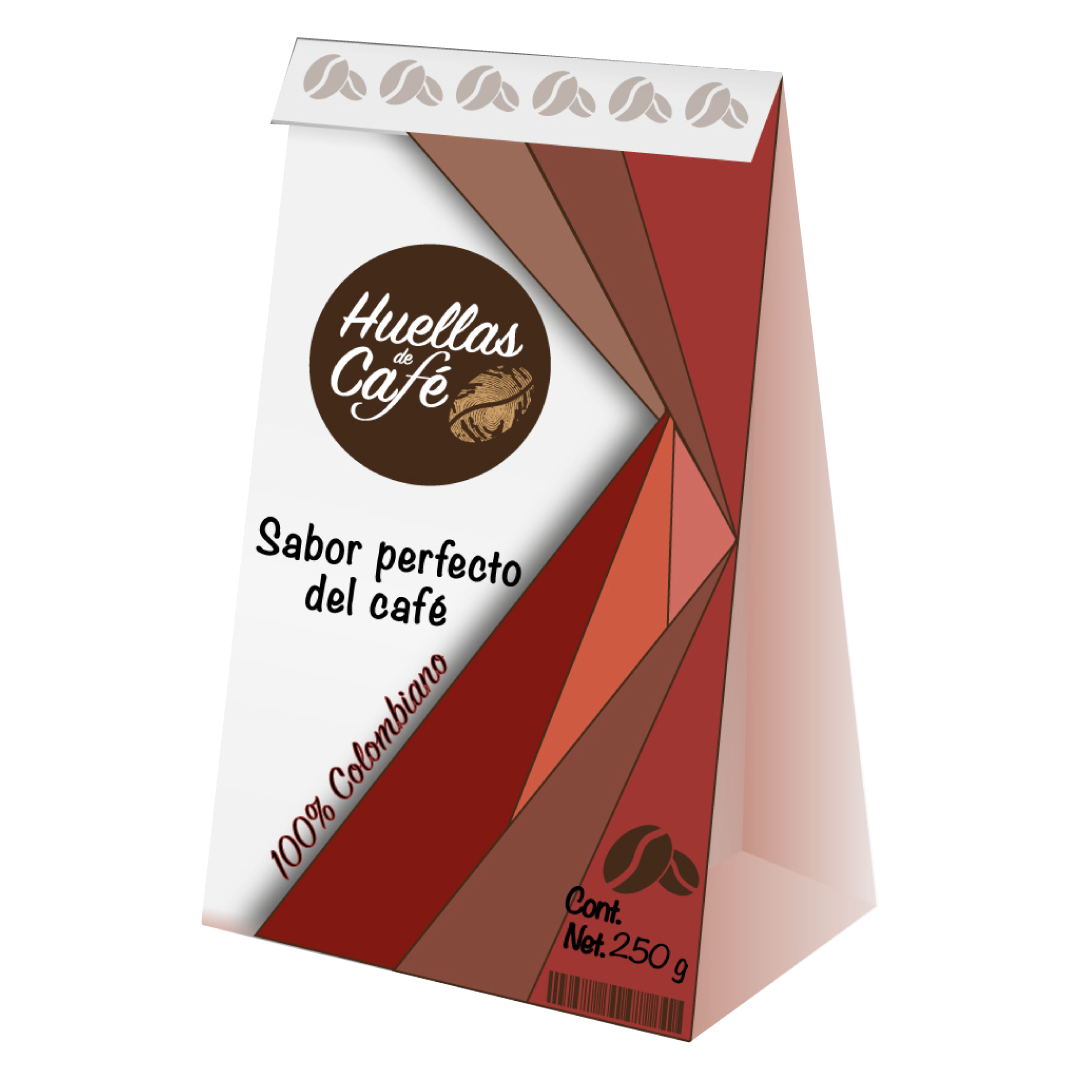 Huellas
de
Café
Sabor perfecto
del café
100% Colombiano
Cont.
Net. 250 g